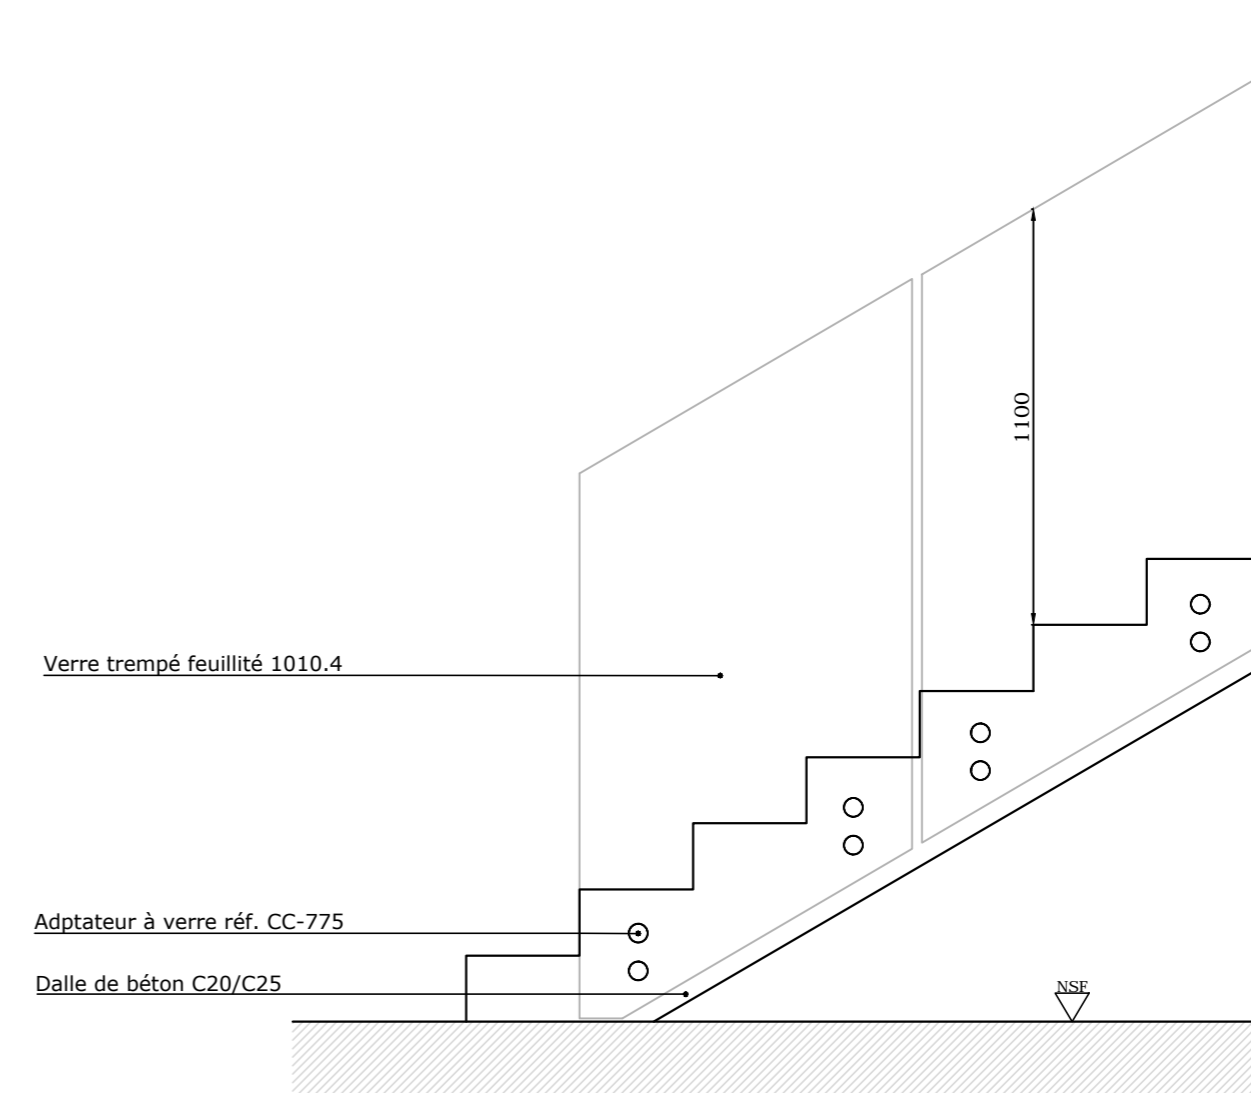 1100
Verre trempé feuillité 1010.4
Adptateur à verre réf. CC-775
Dalle de béton C20/C25
NSF